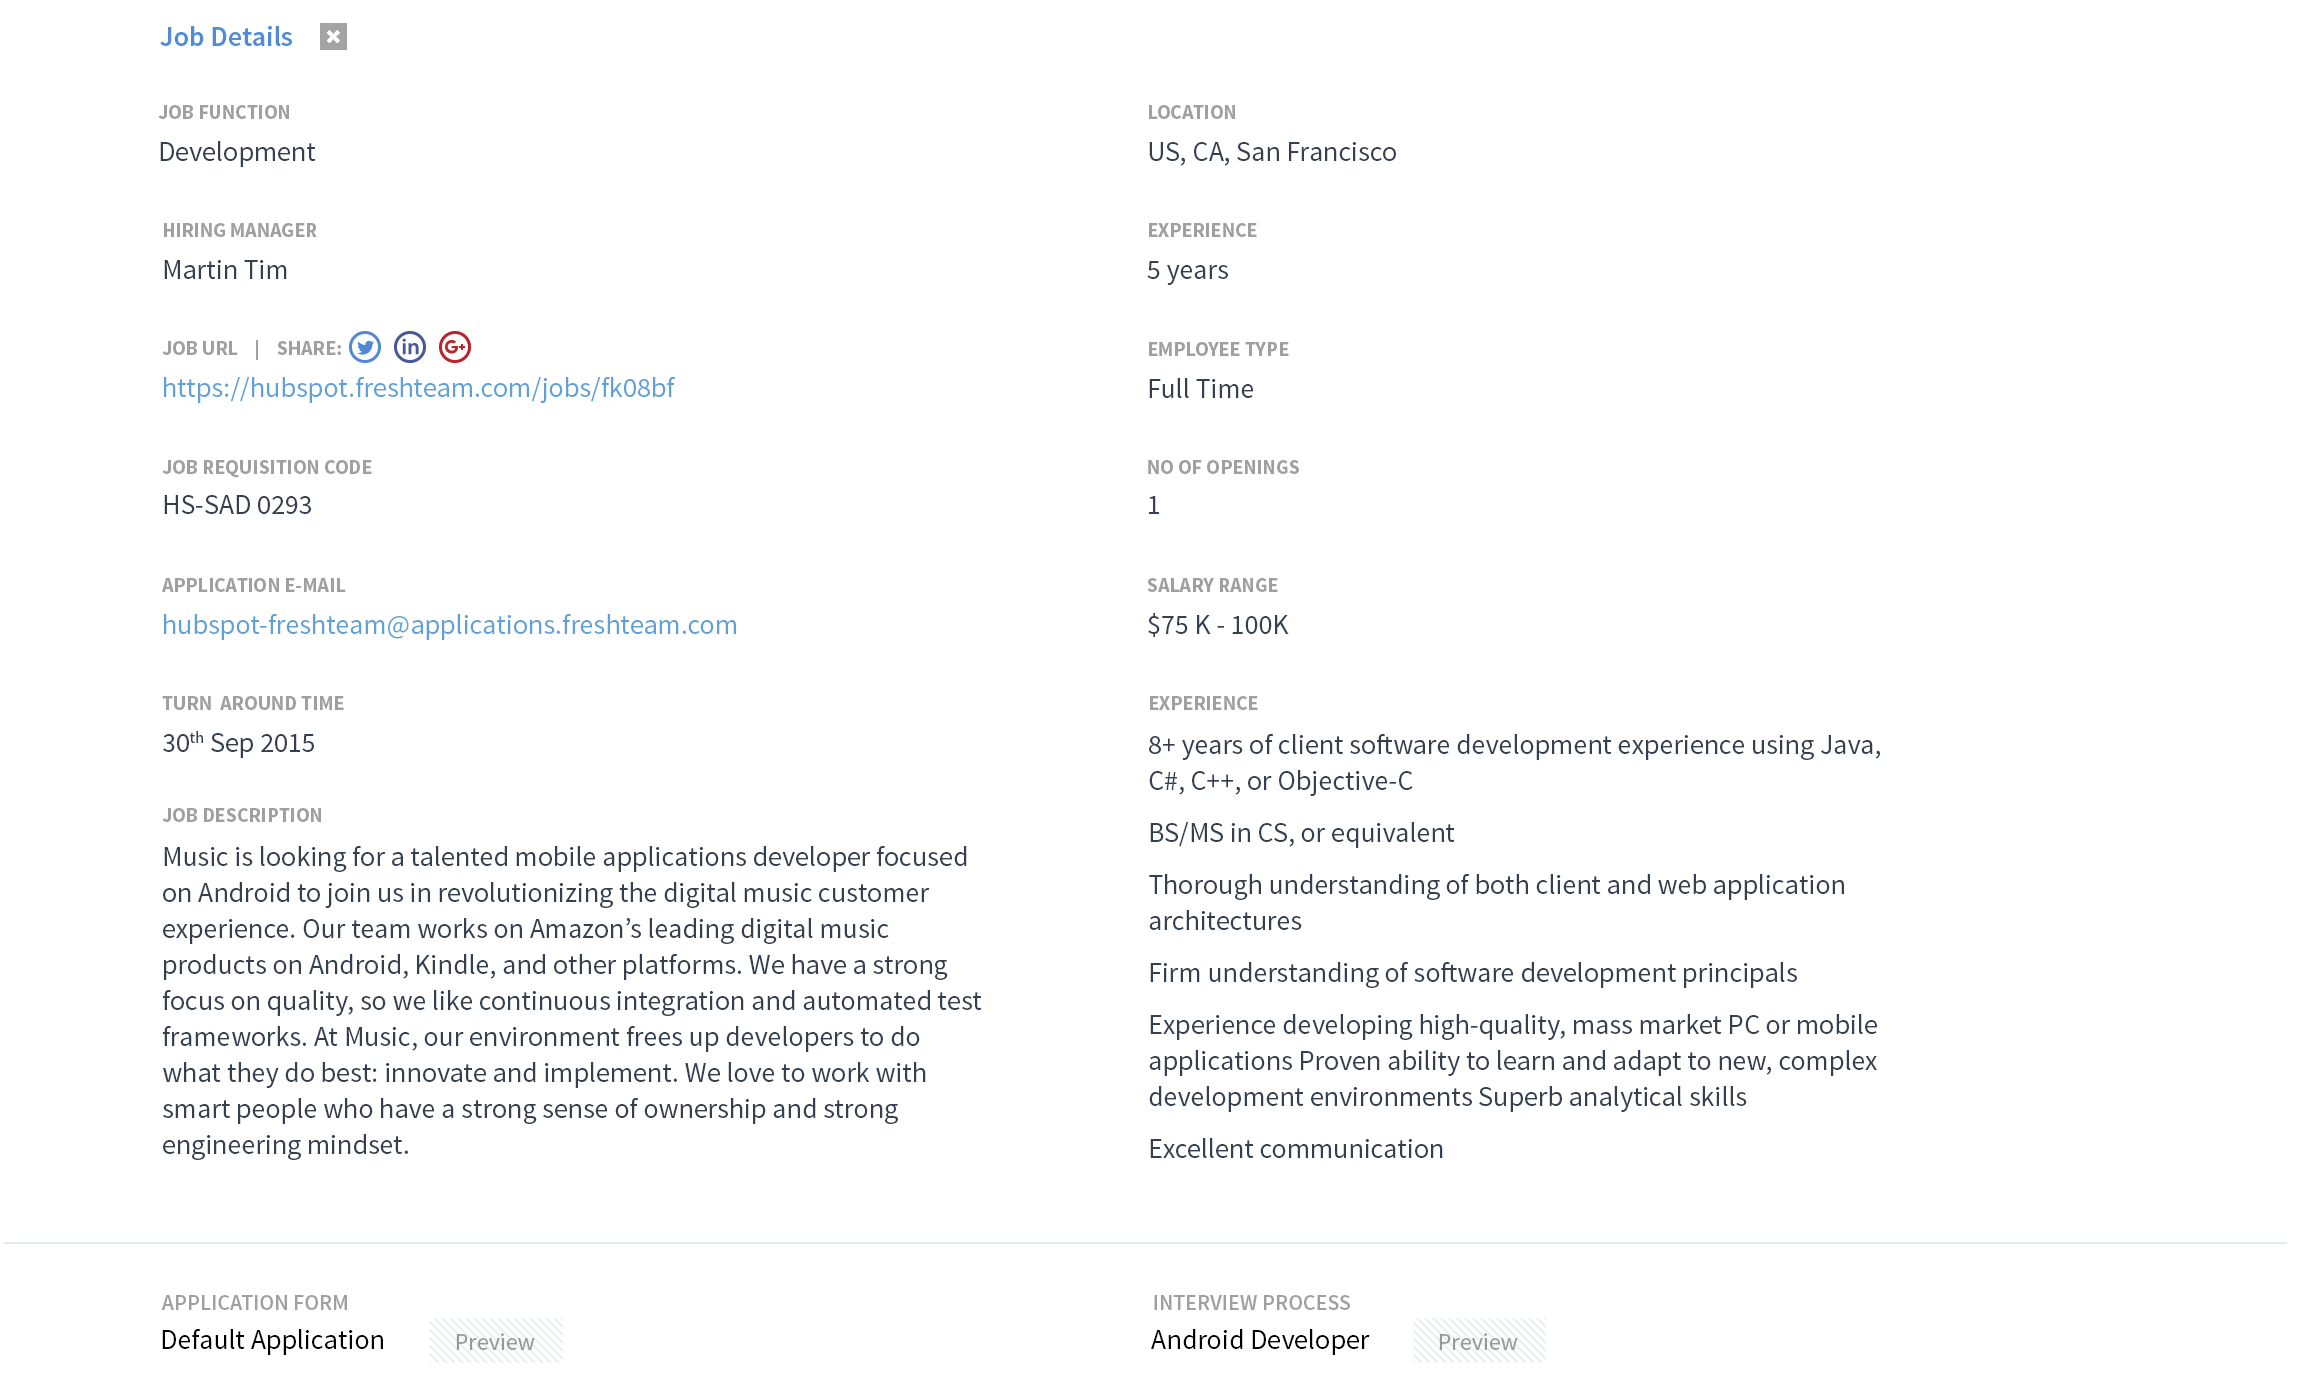 Job Details
JOB FUNCTION
Development
LOCATION
US, CA, San Francisco
HIRING MANAGER
Martin Tim
EXPERIENCE
5 years
JOB URL | SHARE: in G+
https://hubspot.freshteam.com/jobs/fk08bf
EMPLOYEE TYPE
Full Time
JOB REQUISITION CODE
HS-SAD 0293
NO OF OPENINGS
1
APPLICATION E-MAIL
hubspot-freshteam@applications.freshteam.com
SALARY RANGE
$75 K - 100K
TURN AROUND TIME
30th Sep 2015
JOB DESCRIPTION
Music is looking for a talented mobile applications developer focused
on Android to join us in revolutionizing the digital music customer
experience. Our team works on Amazon’s leading digital music
products on Android, Kindle, and other platforms. We have a strong
focus on quality, so we like continuous integration and automated test
frameworks. At Music, our environment frees up developers to do
what they do best: innovate and implement. We love to work with
smart people who have a strong sense of ownership and strong
engineering mindset.
EXPERIENCE
8+ years of client software development experience using Java,
C#, C++, or Objective-C
BS/MS in CS, or equivalent
Thorough understanding of both client and web application
architectures
Firm understanding of software development principals
Experience developing high-quality, mass market PC or mobile
applications Proven ability to learn and adapt to new, complex
development environments Superb analytical skills
Excellent communication
APPLICATION FORM
Default Application Preview
INTERVIEW PROCESS
Android Developer Preview